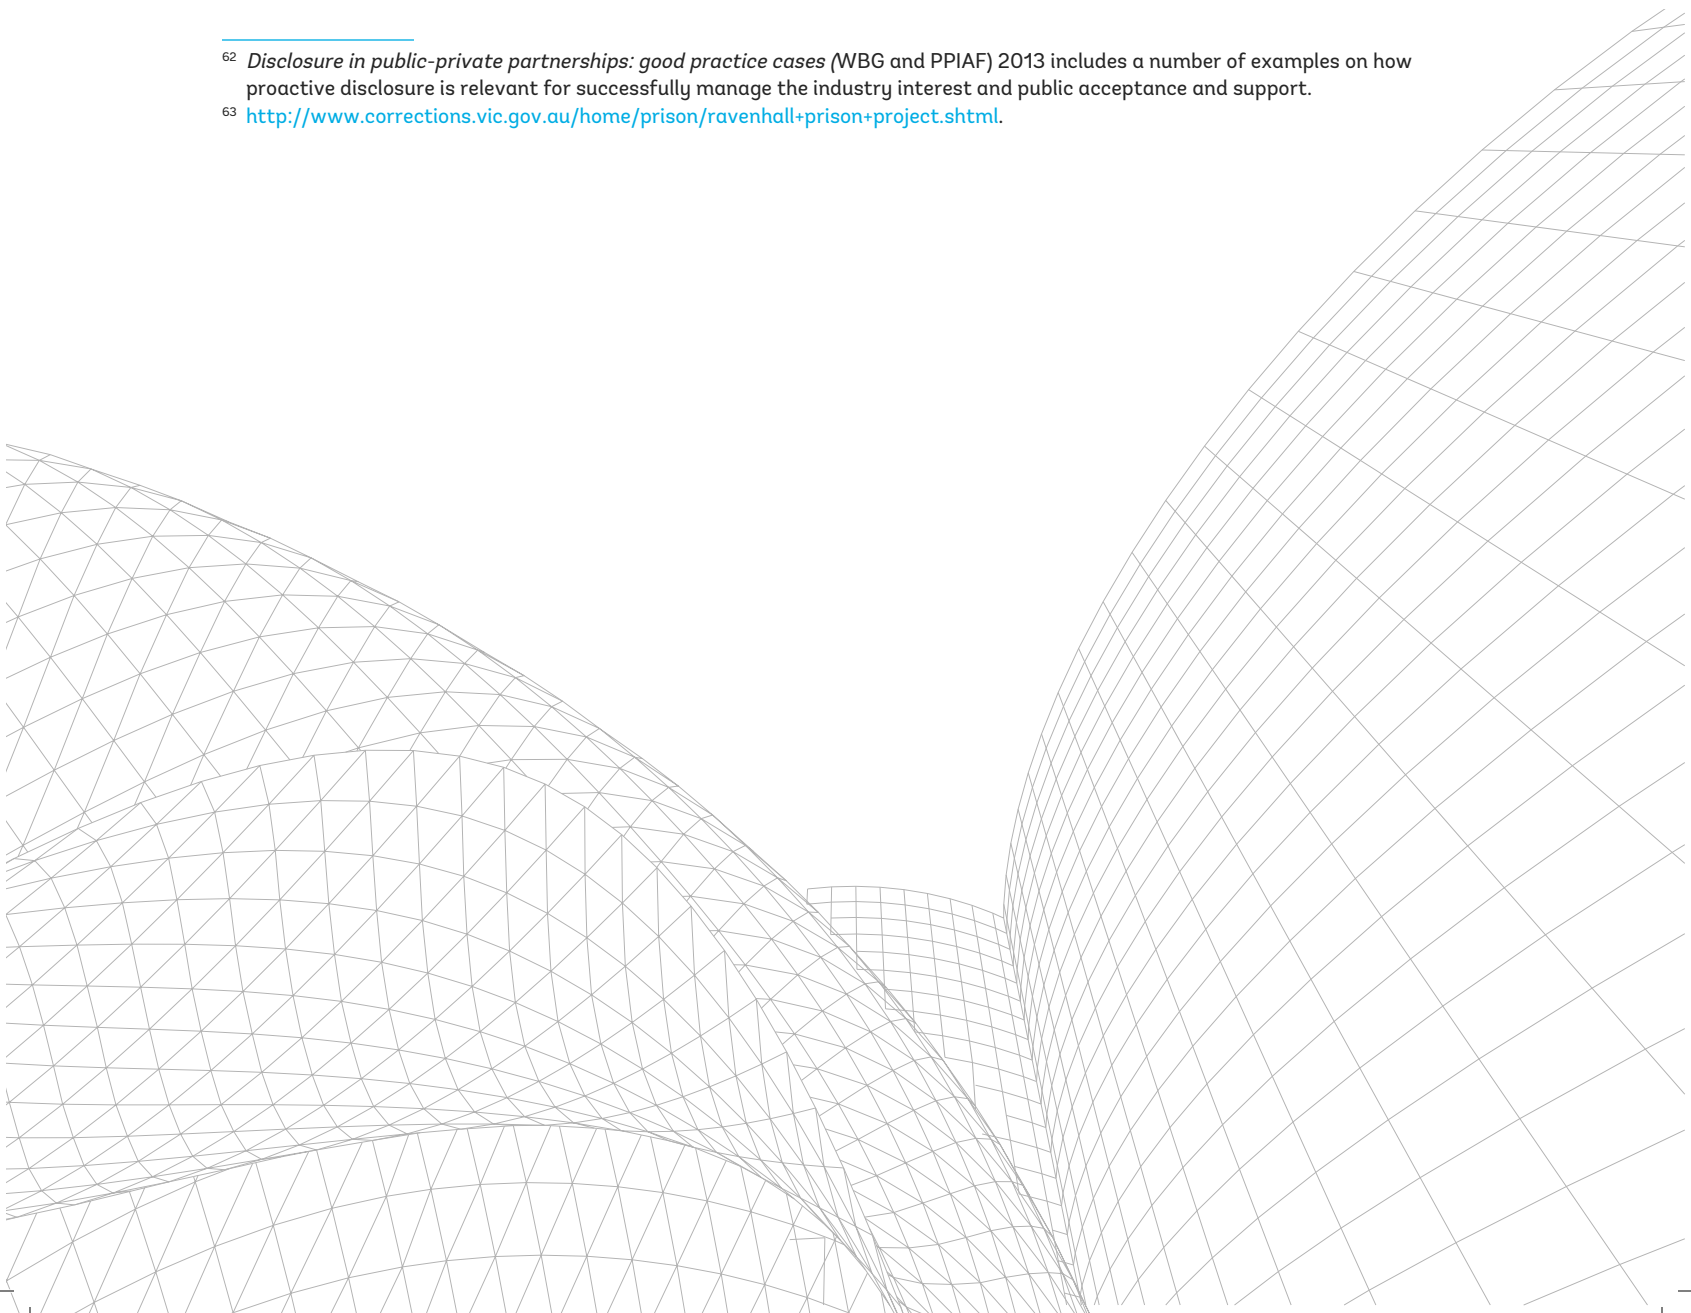 62 Disclosure in public-private partnerships: good practice cases (WBG and PPIAF) 2013 includes a number of examples on how
proactive disclosure is relevant for successfully manage the industry interest and public acceptance and support.
63 http://www.corrections.vic.gov.au/home/prison/ravenhall+prison+project.shtml.